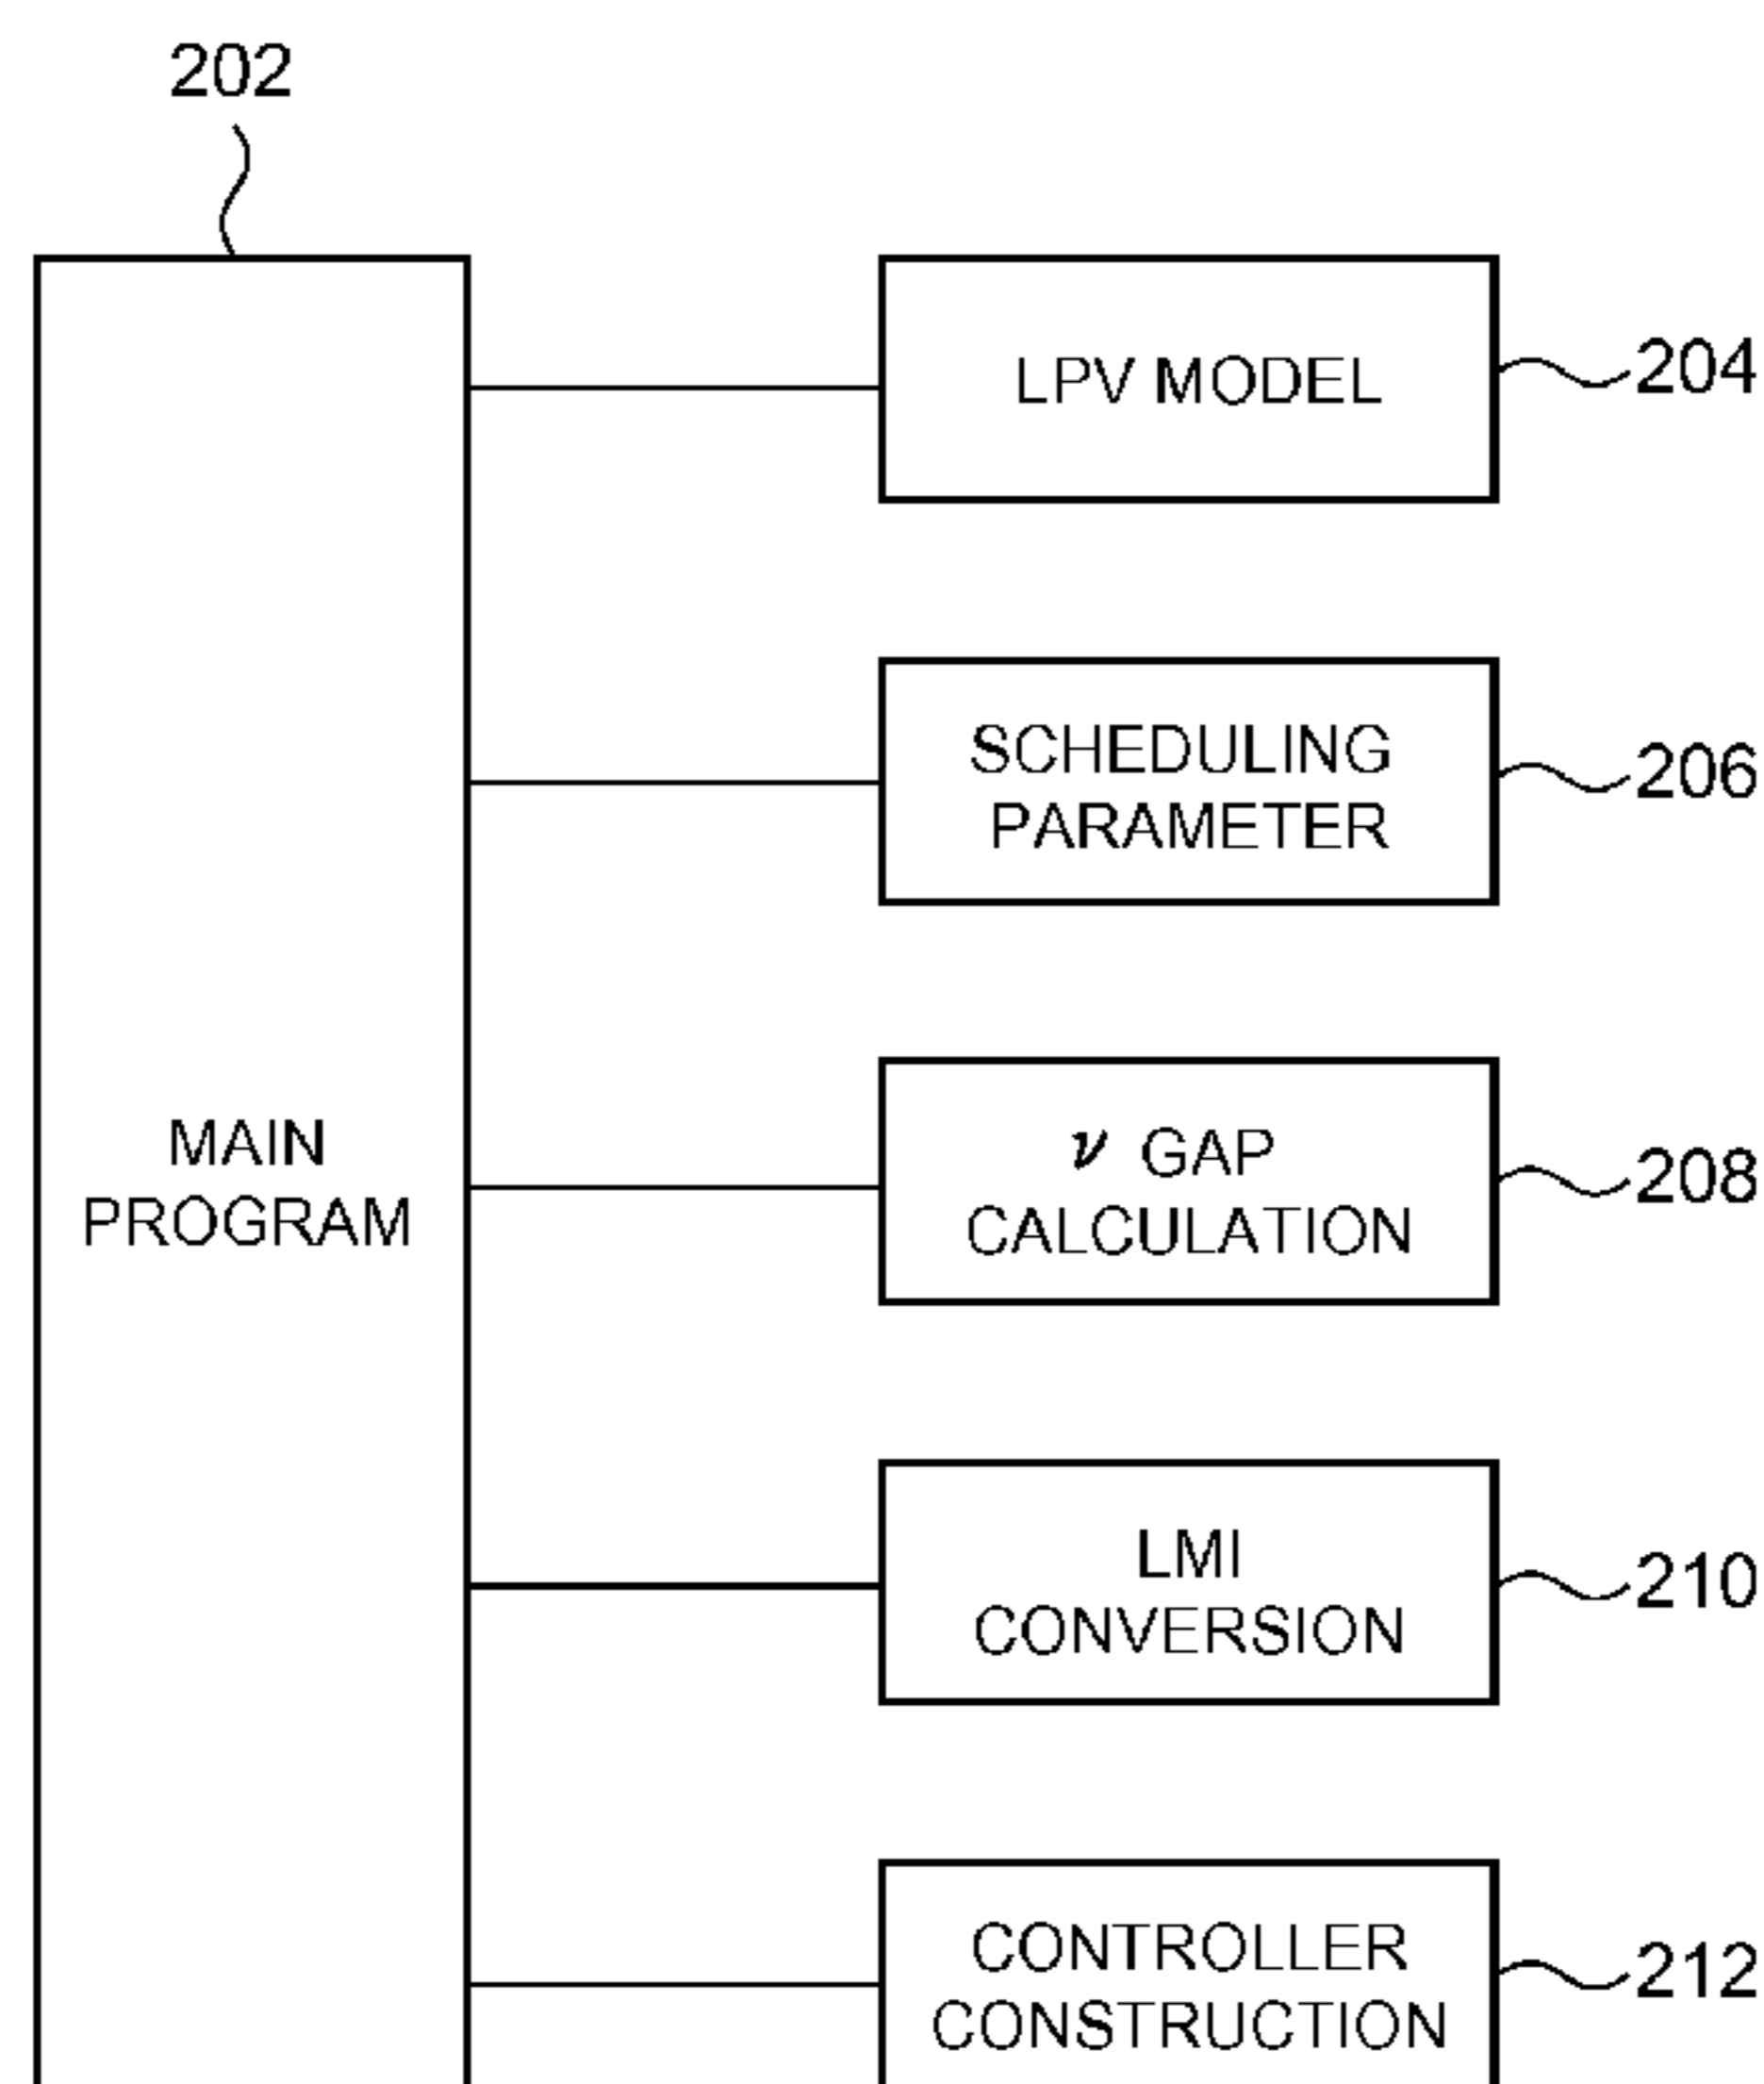 202
LPV MODEL
204
SCHEDULING
PARAMETER
206
MAIN
PROGRAM
ν GAP
CALCULATION
208
LMI
CONVERSION
210
CONTROLLER
CONSTRUCTION
212